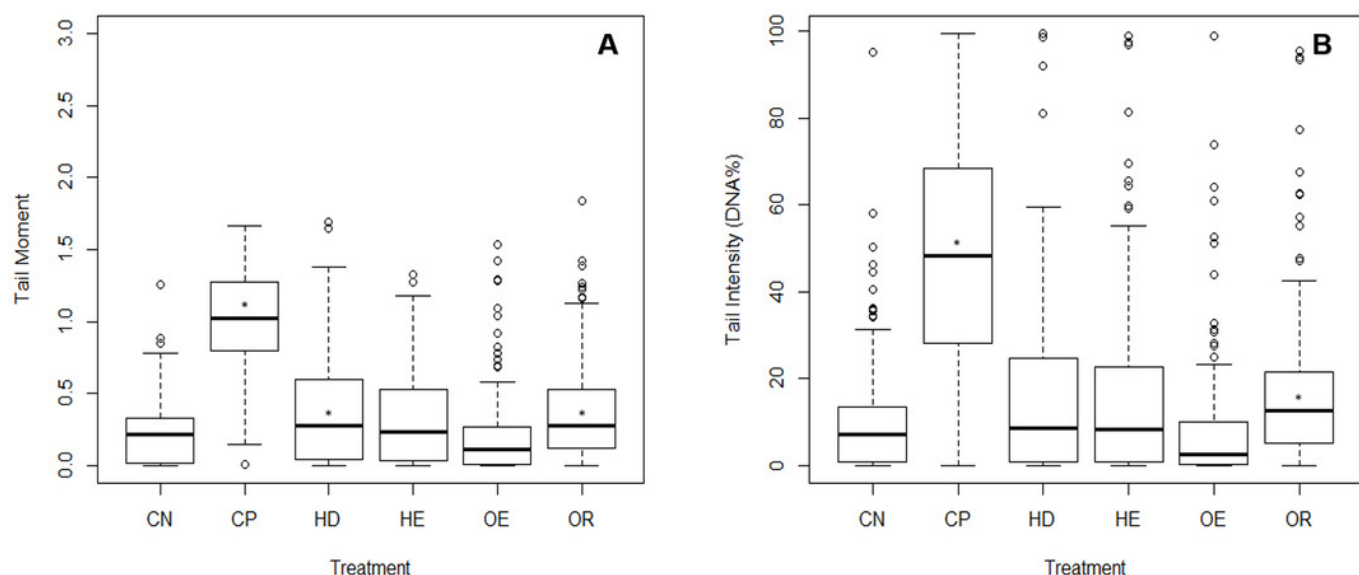 A
3.0
2.5
2.0
1.5
1.0
0.5
0.0
Tail Moment
CN CP HD HE OE OR
Treatment
B
100
80
60
40
20
0
Tail Intensity (DNA%)
CN CP HD HE OE OR
Treatment